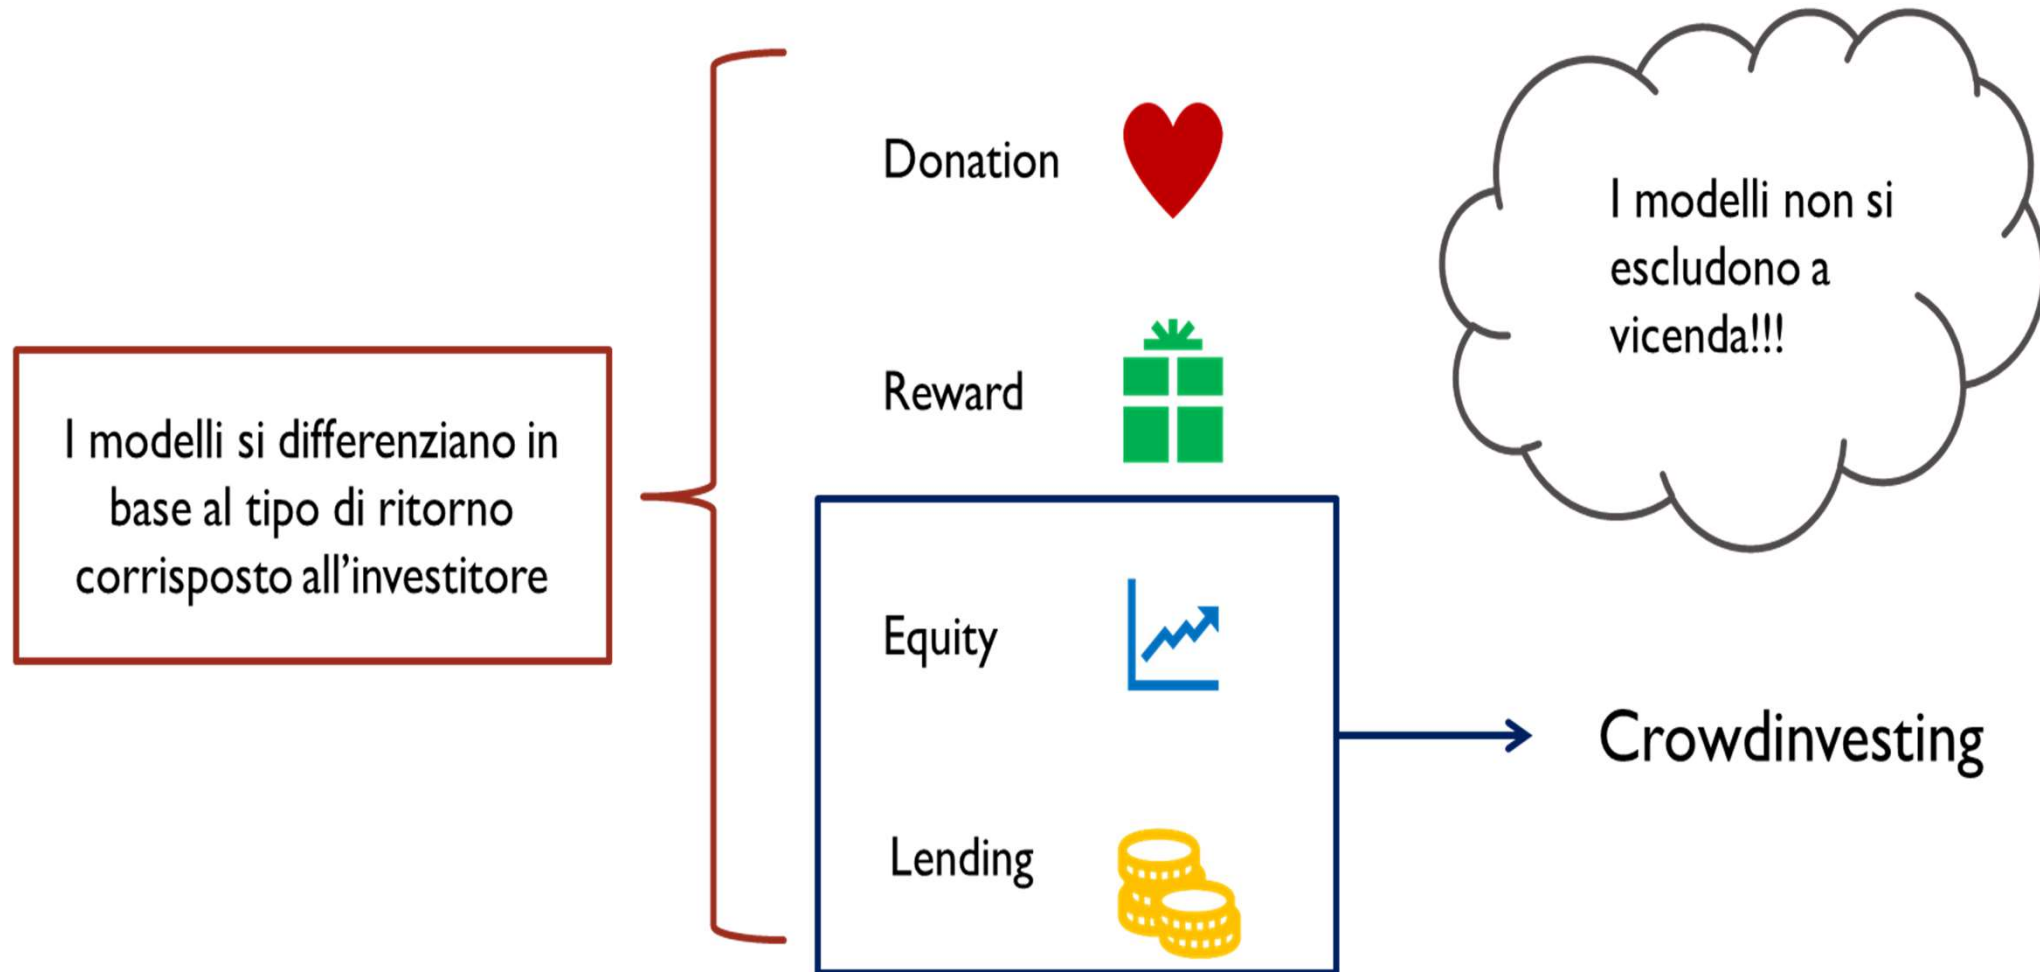 I modelli si differenziano in
base al tipo di ritorno
corrisposto all'investitore
Donation
Reward
Equity
Lending
I modelli non si
escludono a
vicenda!!!
Crowdinvesting